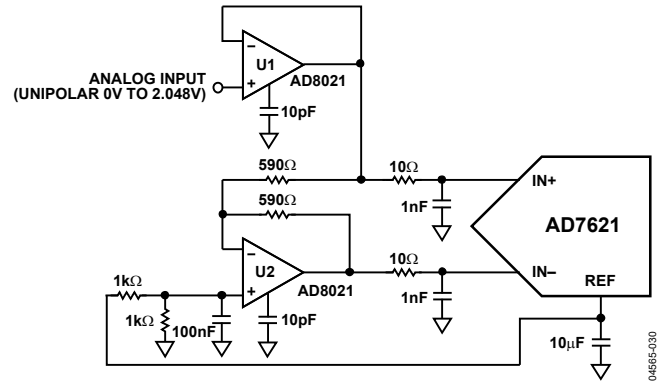 U1
AD8021
ANALOG INPUT
(UNIPOLAR 0V TO 2.048V)
10pF
590Ω
10Ω
IN+
590Ω
1nF
AD7621
10Ω
IN–
U2
AD8021
REF
1kΩ
1kΩ
100nF
10pF
1nF
10μF
04565-030
−
+
−
+